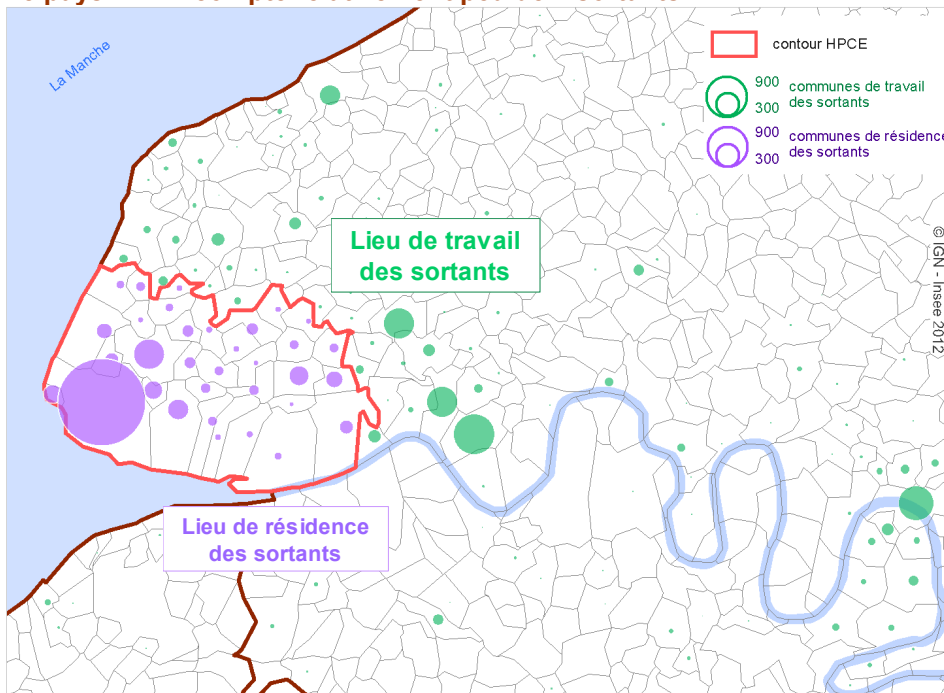 La Manche
contour HPCE
900
300
communes de travail
des sortants
900
300
communes de résidence
des sortants
Lieu de travail
des sortants
© IGN - Insee 2012
Lieu de résidence
des sortants